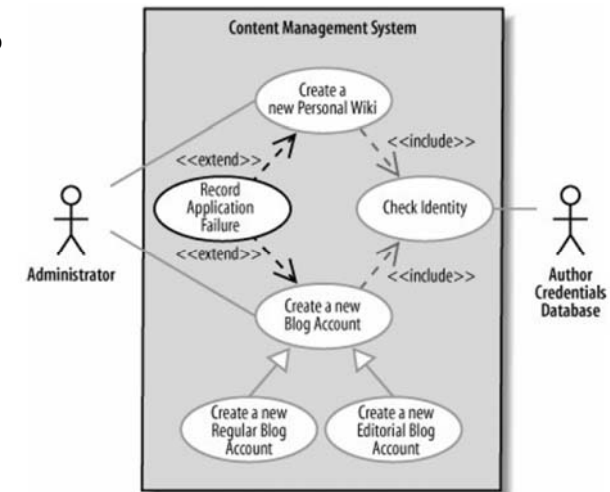 Content Management System
Create a
new Personal Wiki
<<extend>>
<<include>>
Record
Application
Failure
Check Identity
<<extend>>
<<include>>
Administrator
Author
Credentials
Database
Create a new
Blog Account
Create a new
Regular Blog
Account
Create a new
Editorial Blog
Account